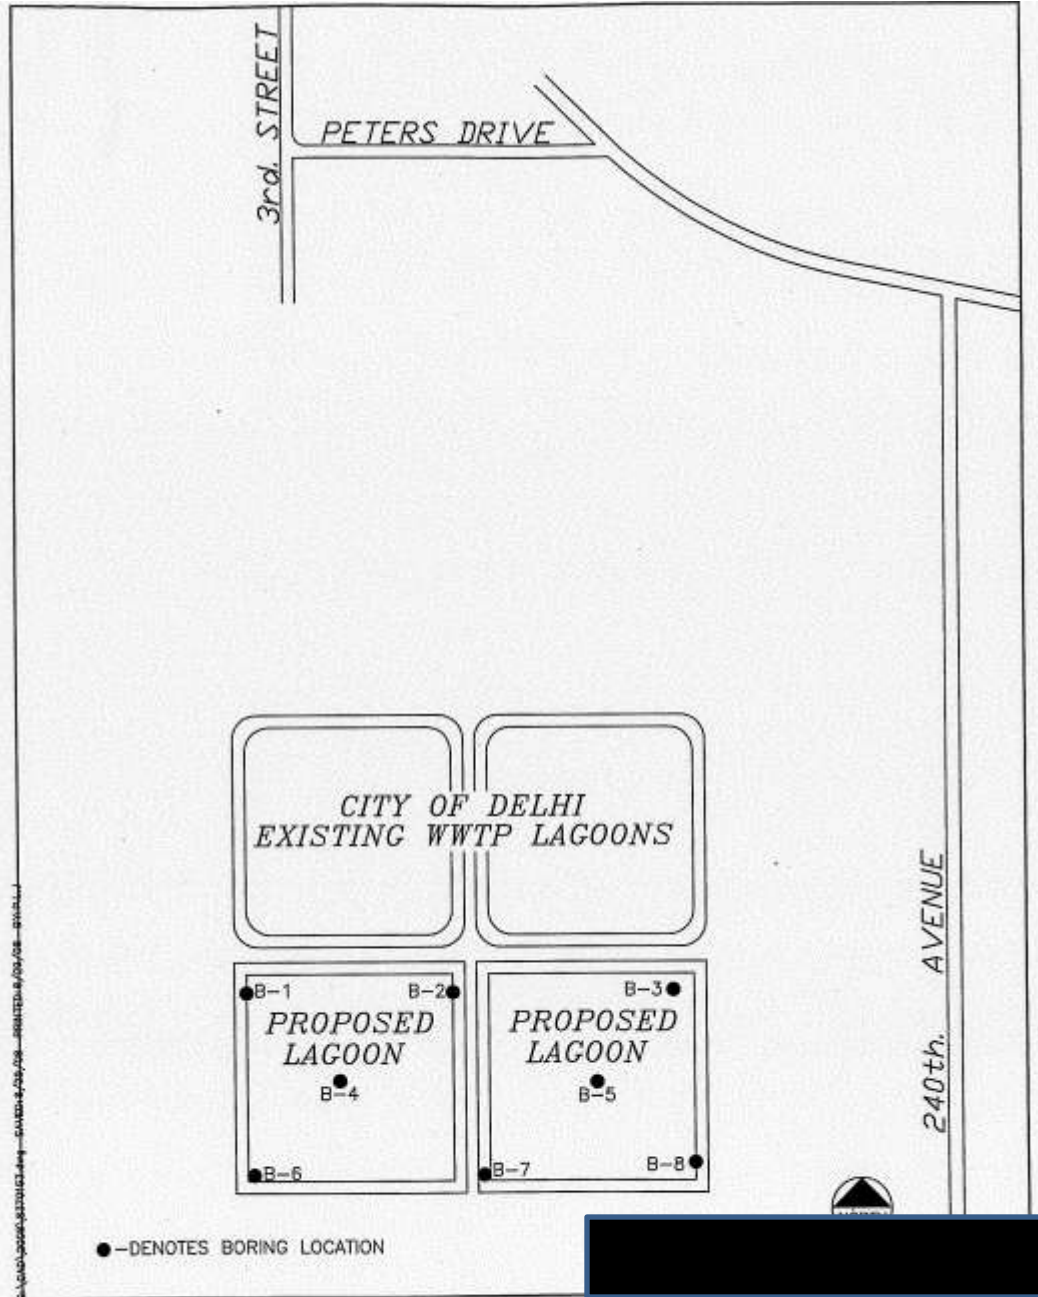 3rd. STREET
PETERS DRIVE
CITY OF DELHI
EXISTING WWTP LAGOONS
240th. AVENUE
B-1
B-2
B-3
PROPOSED
LAGOON
PROPOSED
LAGOON
B-4
B-5
B-6
B-7
B-8
-DENOTES BORING LOCATION